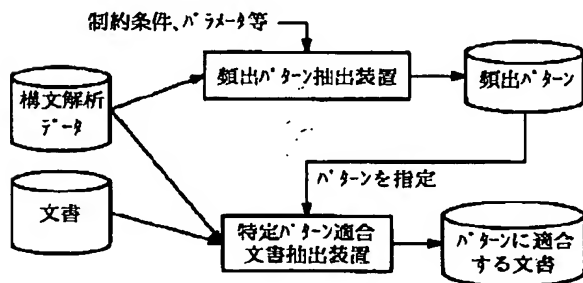 制約条件、パラメータ等
頻出パターン抽出装置
頻出パターン
構文解析
データ
パターンを指定
文書
特定パターン適合
文書抽出装置
パターンに適合
する文書